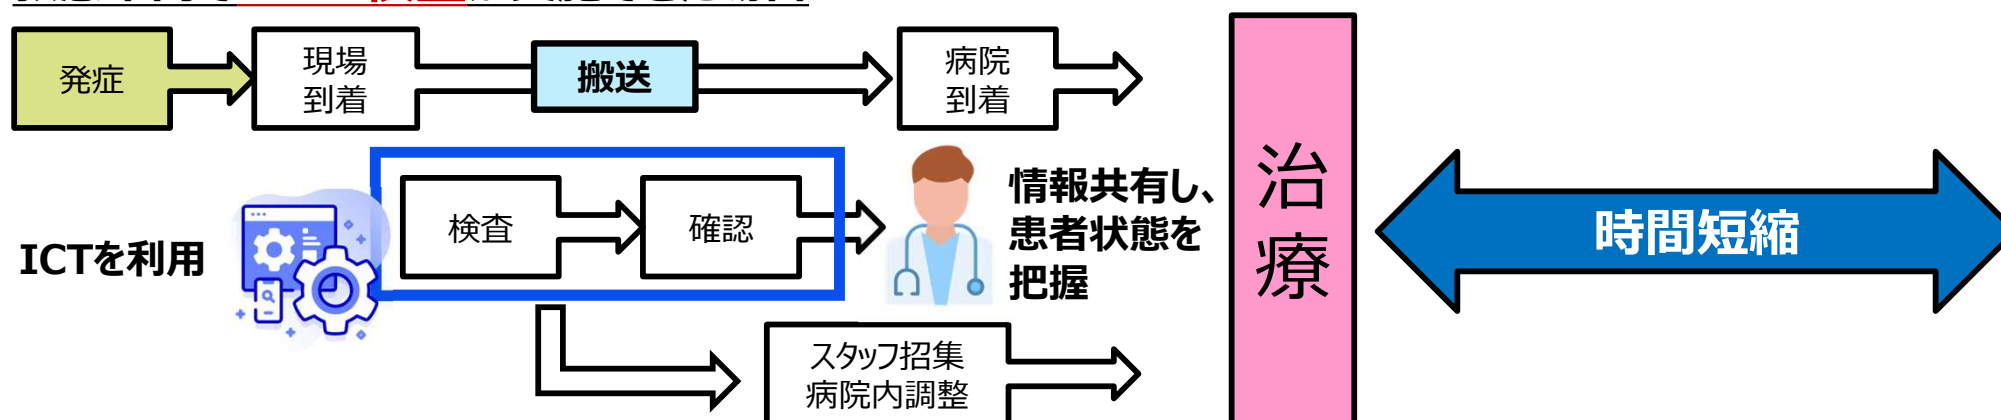 発症
現場
到着
搬送
病院
到着
ICTを利用
検査
確認
情報共有し、
患者状態を
把握
スタッフ招集
病院内調整
治
療
時間短縮